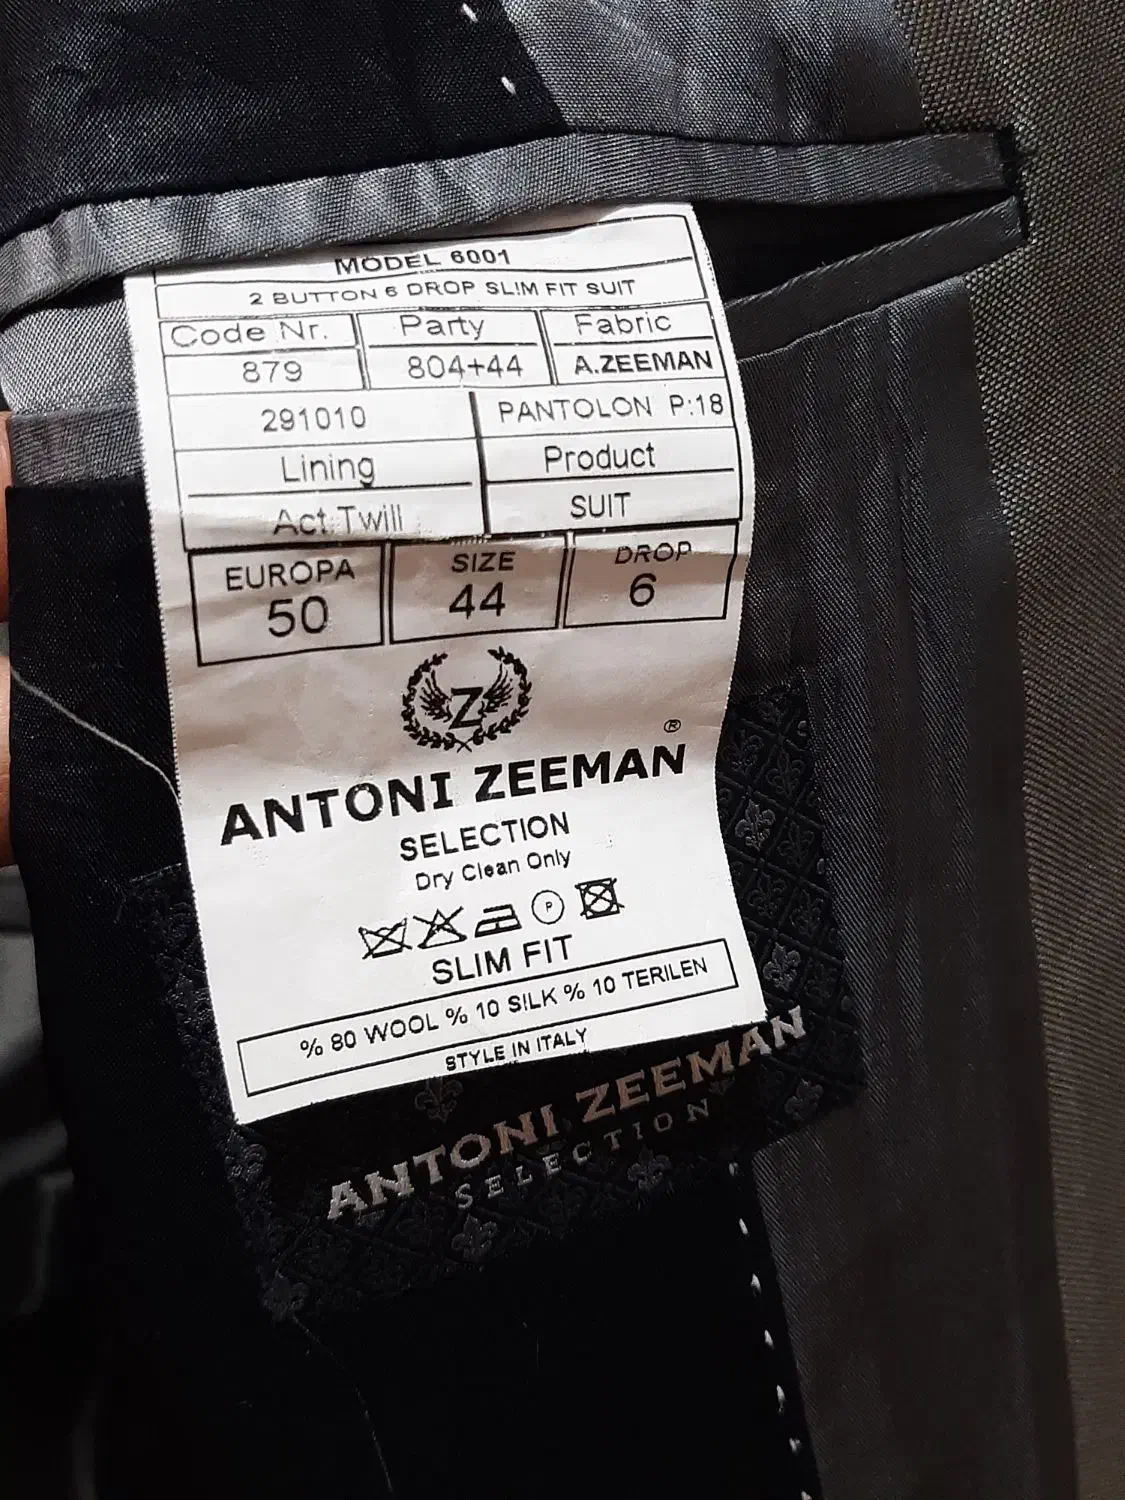 MODEL 6001
2 BUTTON 6 DROP SLIM FIT SUIT
Code Nr. Party Fabric
879 804+44 A.ZEEMAN
291010 PANTOLON P:18
Lining Product
Act.Twill SUIT
EUROPA SIZE DROP
50 44 6
Z
®
ANTONI ZEEMAN
SELECTION
Dry Clean Only
P
SLIM FIT
% 80 WOOL % 10 SILK % 10 TERILEN
STYLE IN ITALY
ANTONI ZEEMAN
SELECTION